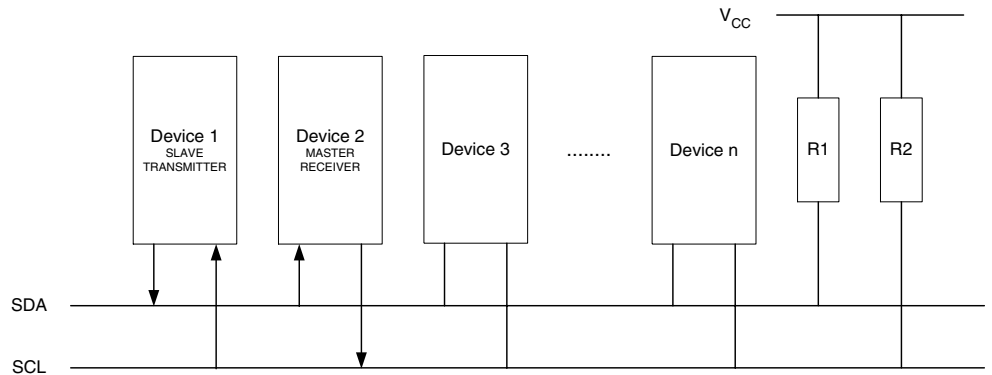 VCC
Device 1
SLAVE
TRANSMITTER
Device 2
MASTER
RECEIVER
Device 3
........
Device n
R1
R2
SDA
SCL